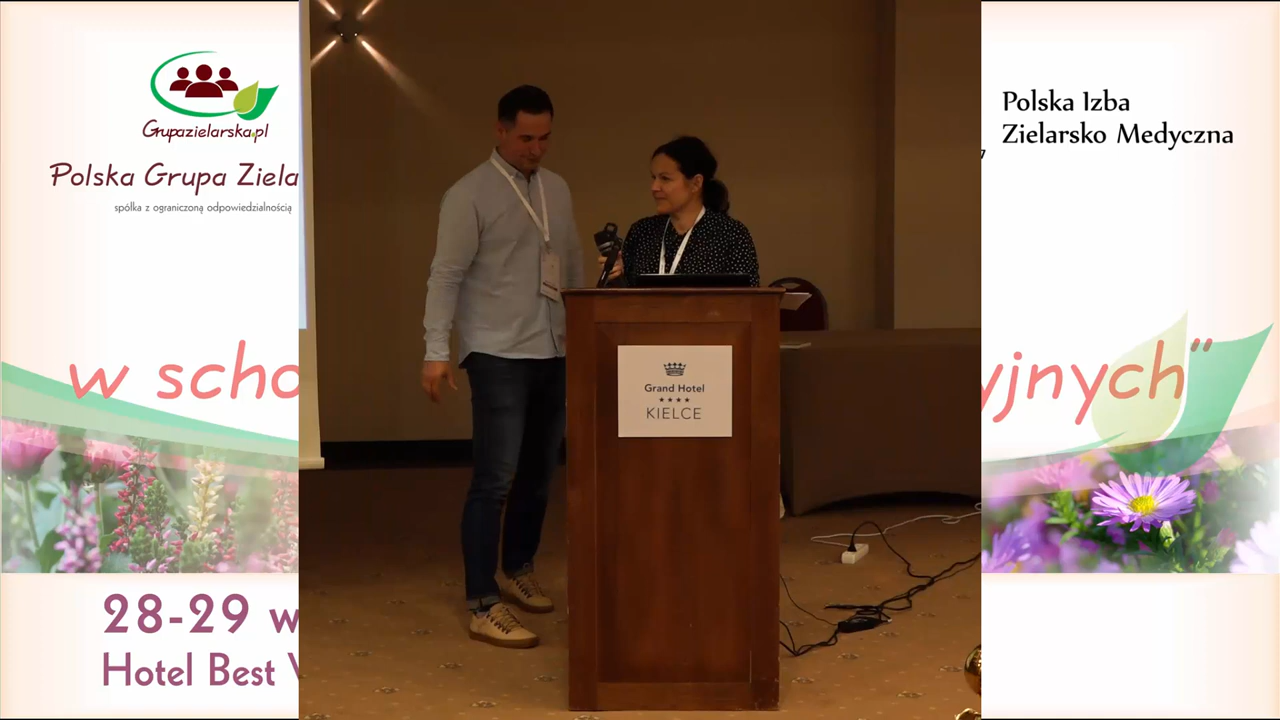 Grupazielarska.pl
Polska Grupa Ziela
spółka z ograniczoną odpowiedzialnością
Polska Izba
Zielarsko Medyczna
w scho
yjnych"
28-29 w
Hotel Best
Grand Hotel
★★★★
KIELCE